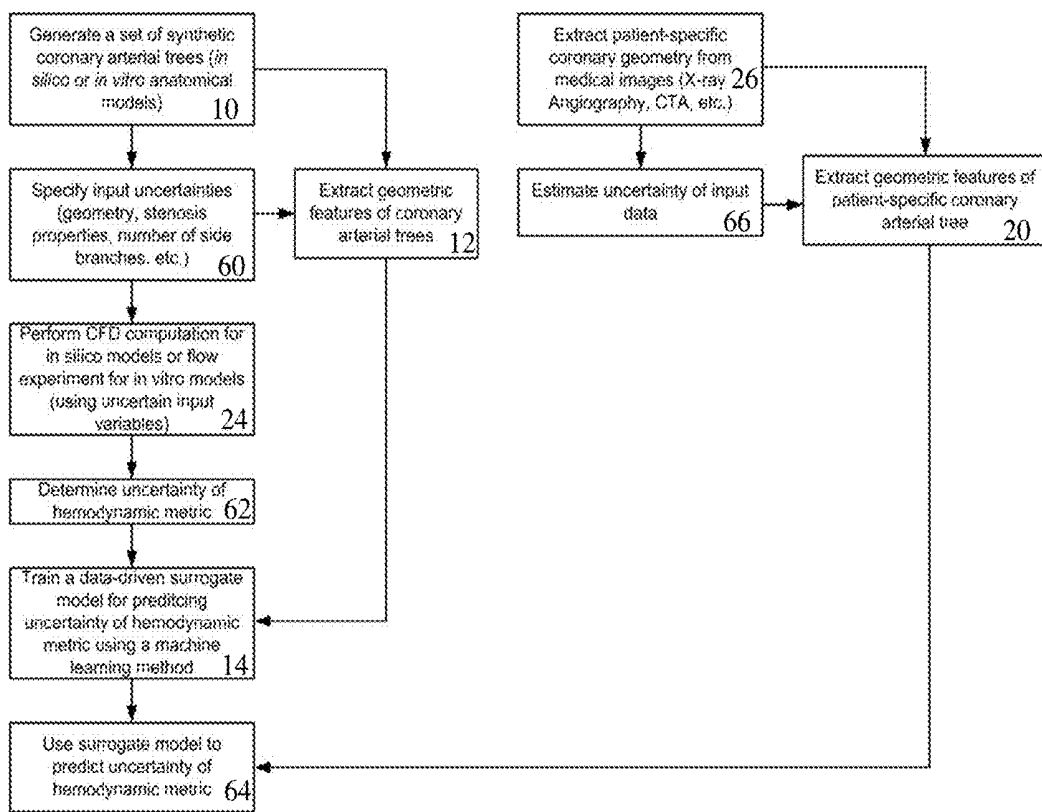 Generate a set of synthetic
coronary arterial trees (in
silico or in vitro anatomical
models)
10
Specify input uncertainties
(geometry, stenosis
properties, number of side
branches. etc.)
60
Perform CFD computation for
in silico models or flow
experiment for in vitro models
(using uncertain input
variables)
24
Determine uncertainty of
hemodynamic metric
62
Train a data-driven surrogate
model for preditcing
uncertainty of hemodynamic
metric using a machine
learning method
14
Use surrogate model to
predict uncertainty of
hemodynamic metric
64
Extract geometric
features of coronary
arterial trees
12
Extract patient-specific
coronary geometry from
medical images (X-ray
Angiography, CTA, etc.)
26
Estimate uncertainty of input
data
66
Extract geometric features of
patient-specific coronary
arterial tree
20